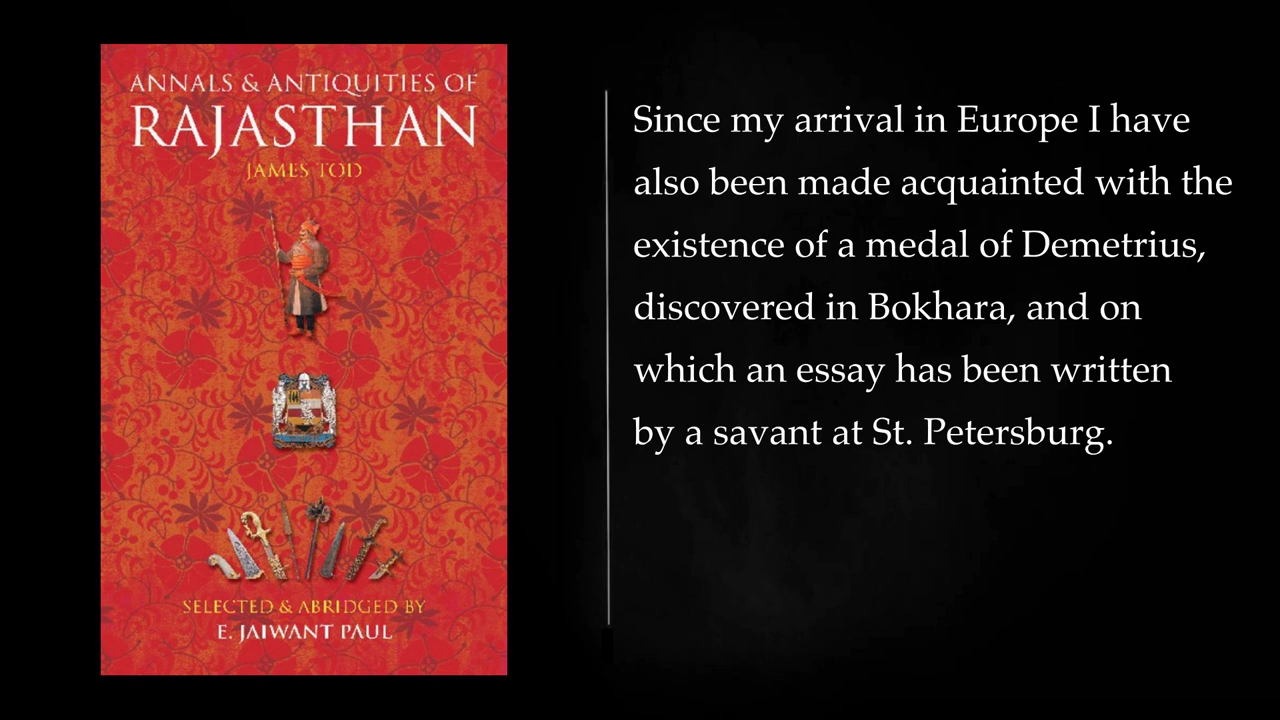 ANNALS & ANTIQUITIES OF
RAJASTHAN
JAMES TOD
SELECTED & ABRIDGED BY
E. JAIWANT PAUL
Since my arrival in Europe I have
also been made acquainted with the
existence of a medal of Demetrius,
discovered in Bokhara, and on
which an essay has been written
by a savant at St. Petersburg.